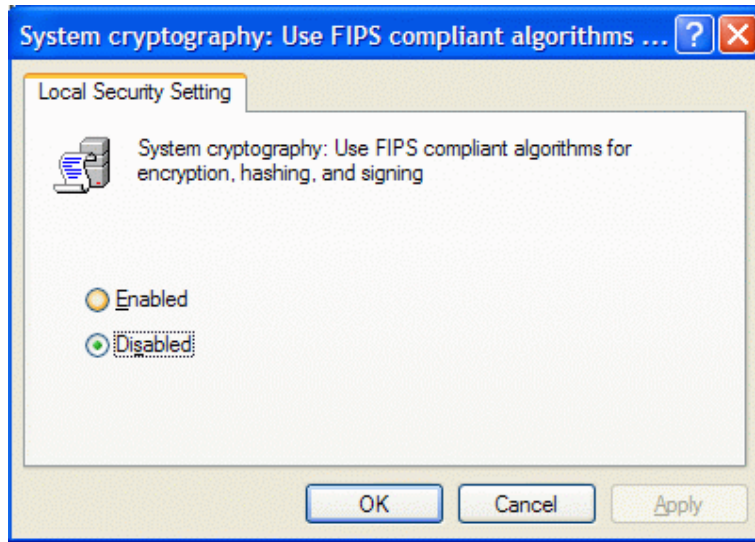 System cryptography: Use FIPS compliant algorithms ...
Local Security Setting
System cryptography: Use FIPS compliant algorithms for
encryption, hashing, and signing
Enabled
Disabled
OK Cancel Apply